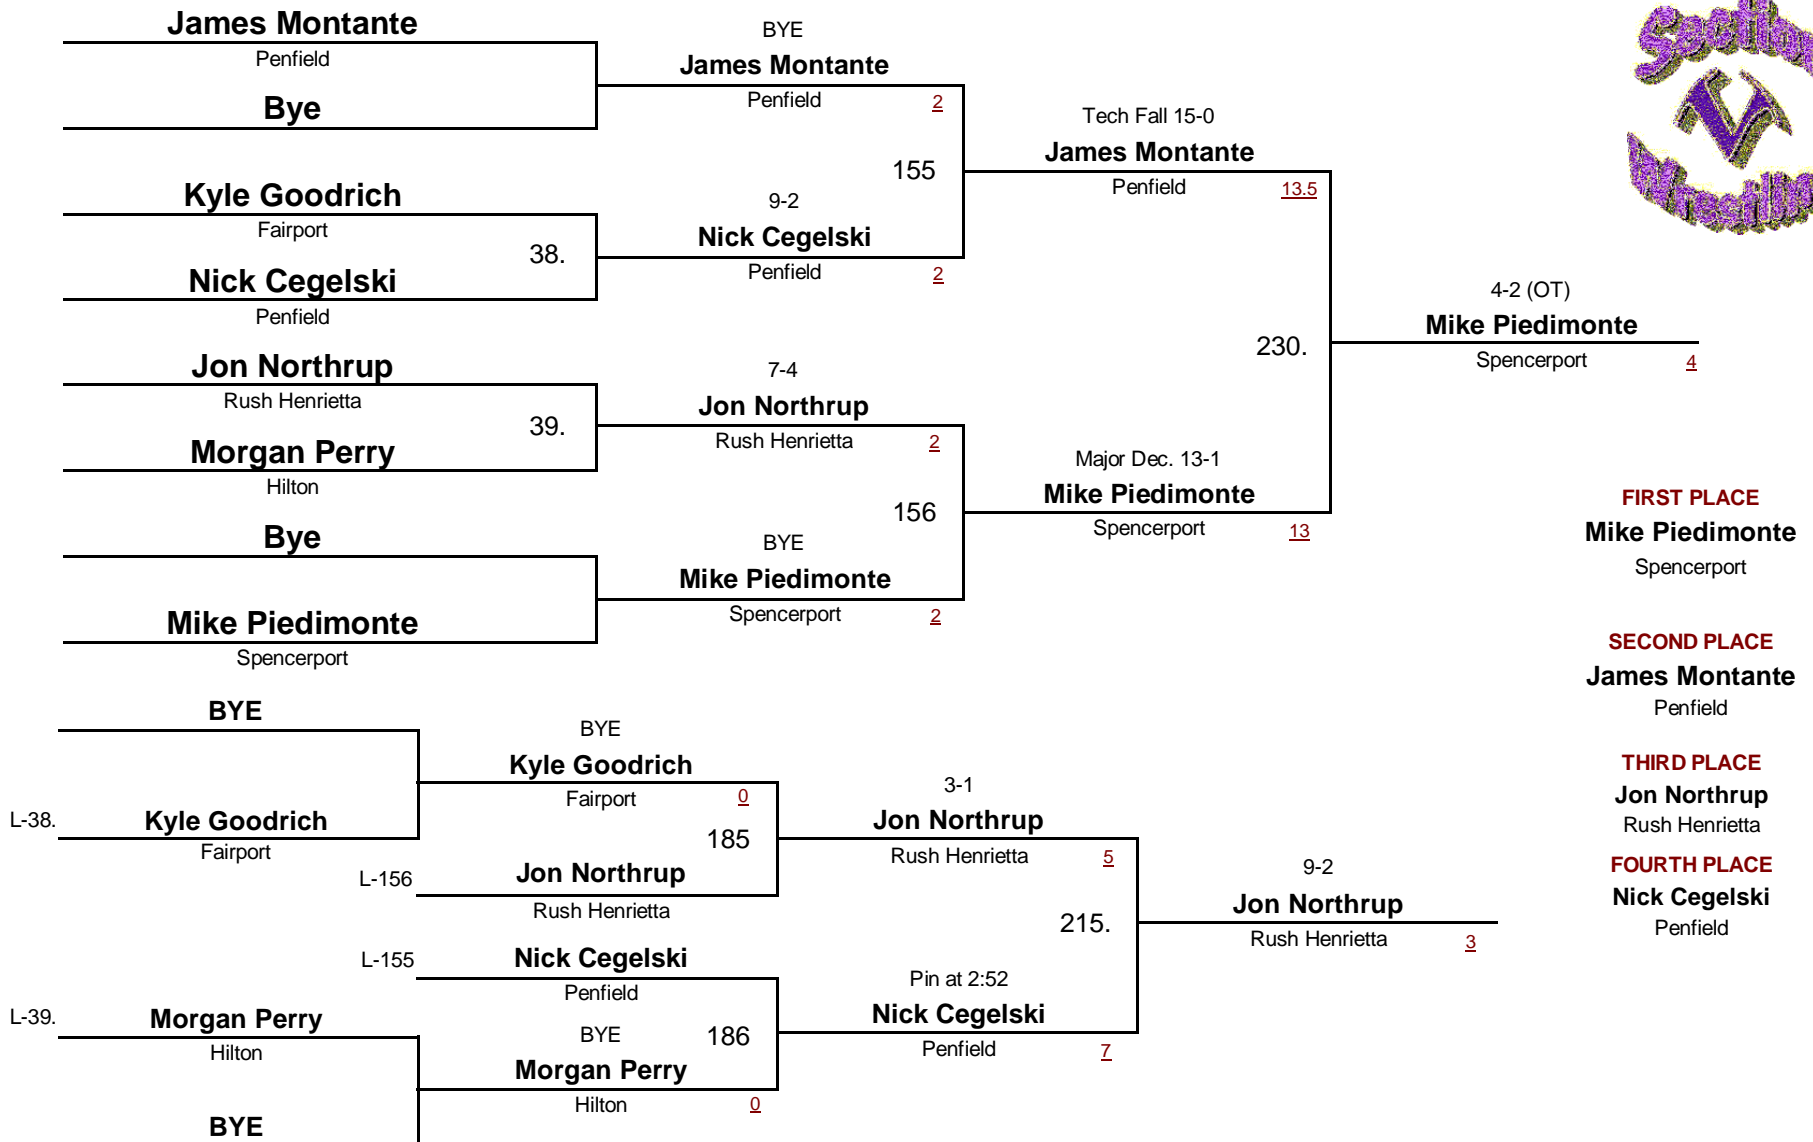 James Montante
Penfield
Bye
Kyle Goodrich
Fairport
38.
Nick Cegelski
Penfield
Jon Northrup
Rush Henrietta
39.
Morgan Perry
Hilton
Bye
Mike Piedimonte
Spencerport
BYE
James Montante
Penfield
2
155
9-2
Nick Cegelski
Penfield
2
7-4
Jon Northrup
Rush Henrietta
2
156
BYE
Mike Piedimonte
Spencerport
2
Tech Fall 15-0
James Montante
Penfield
13.5
230.
Major Dec. 13-1
Mike Piedimonte
Spencerport
13
4-2 (OT)
Mike Piedimonte
Spencerport
4
FIRST PLACE
Mike Piedimonte
Spencerport
SECOND PLACE
James Montante
Penfield
THIRD PLACE
Jon Northrup
Rush Henrietta
FOURTH PLACE
Nick Cegelski
Penfield
BYE
L-38.
Kyle Goodrich
Fairport
BYE
Kyle Goodrich
Fairport
0
185
L-156
Jon Northrup
Rush Henrietta
L-155
Nick Cegelski
Penfield
L-39.
Morgan Perry
Hilton
BYE
186
Morgan Perry
Hilton
0
BYE
3-1
Jon Northrup
Rush Henrietta
5
215.
Pin at 2:52
Nick Cegelski
Penfield
7
9-2
Jon Northrup
Rush Henrietta
3